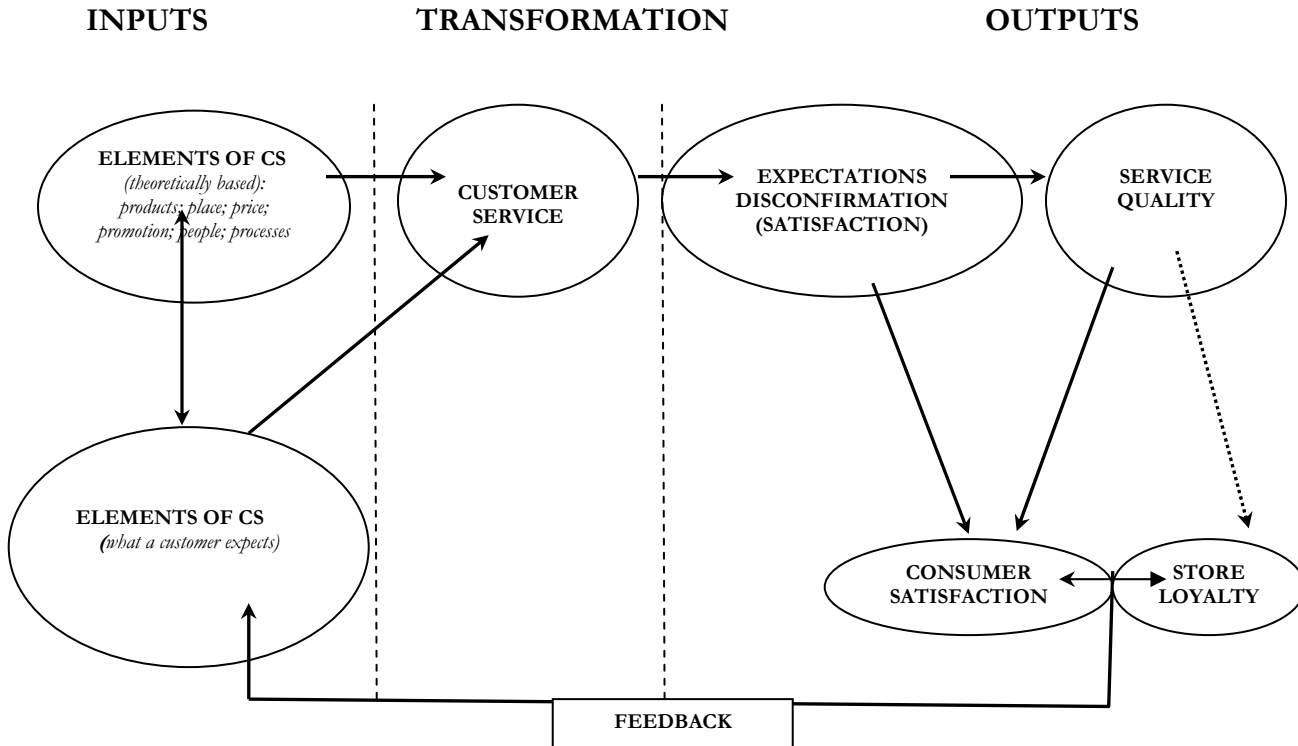 INPUTS
TRANSFORMATION
OUTPUTS
ELEMENTS OF CS
(theoretically based):
products; place; price;
promotion; people; processes
CUSTOMER
SERVICE
EXPECTATIONS
DISCONFIRMATION
(SATISFACTION)
SERVICE
QUALITY
ELEMENTS OF CS
(what a customer expects)
CONSUMER
SATISFACTION
STORE
LOYALTY
FEEDBACK